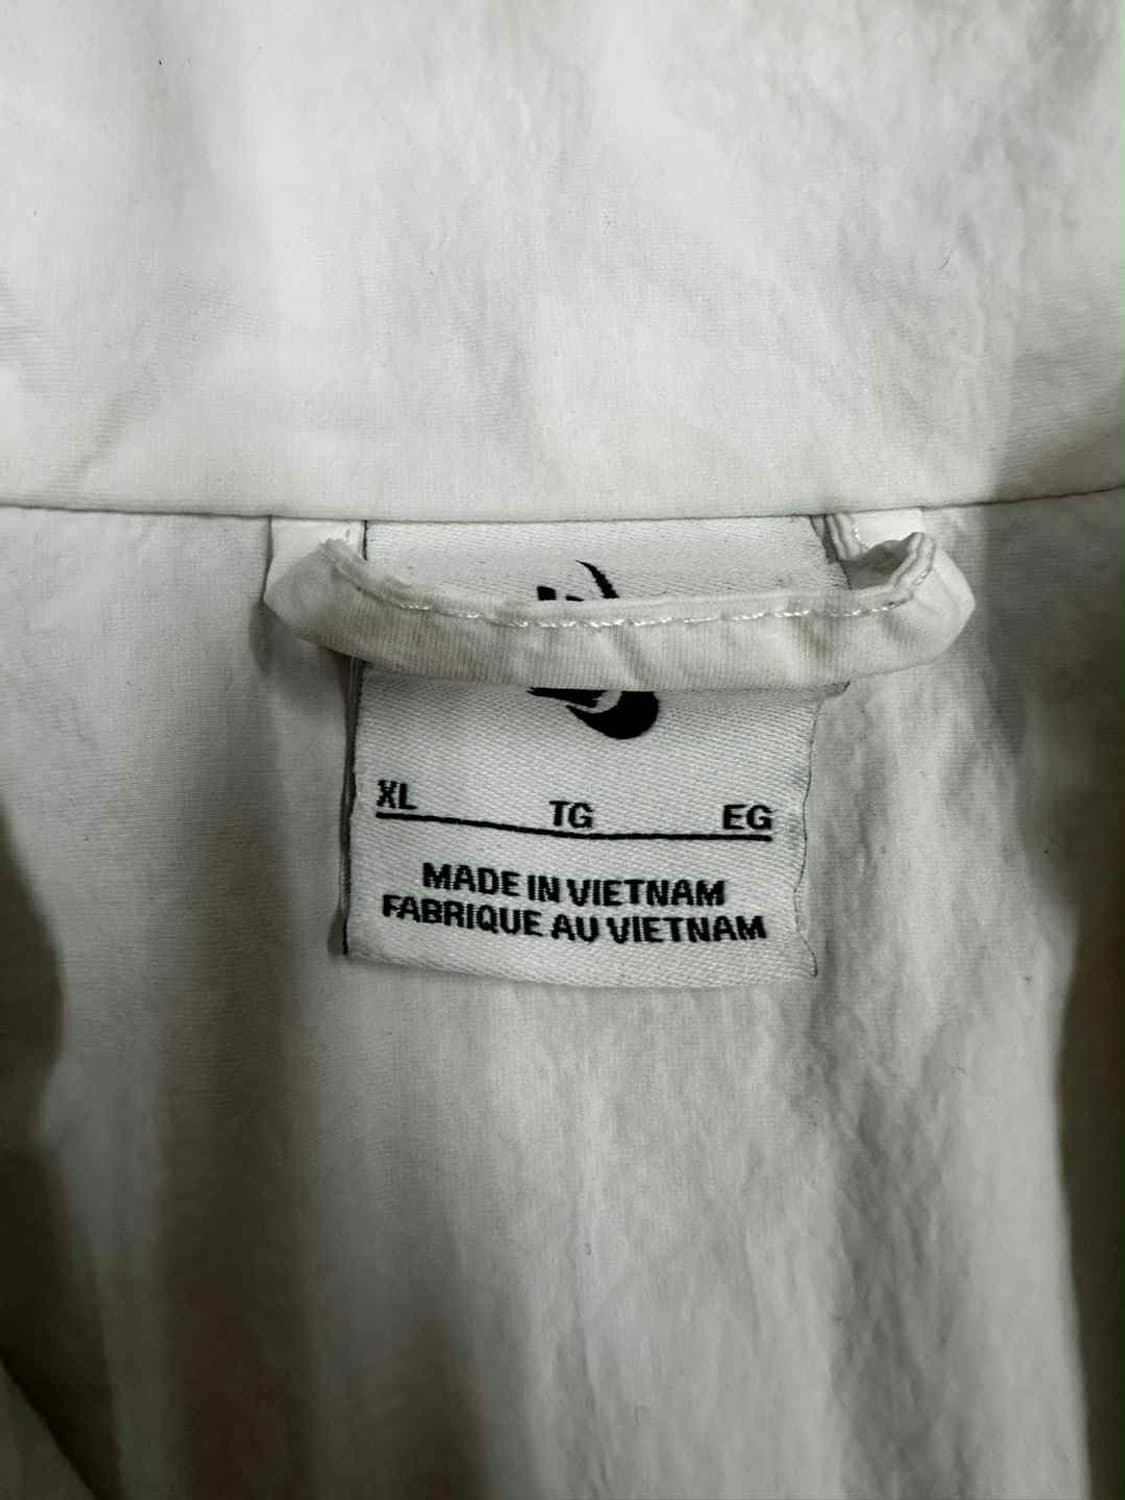 XL TG EG
MADE IN VIETNAM
FABRIQUE AU VIETNAM